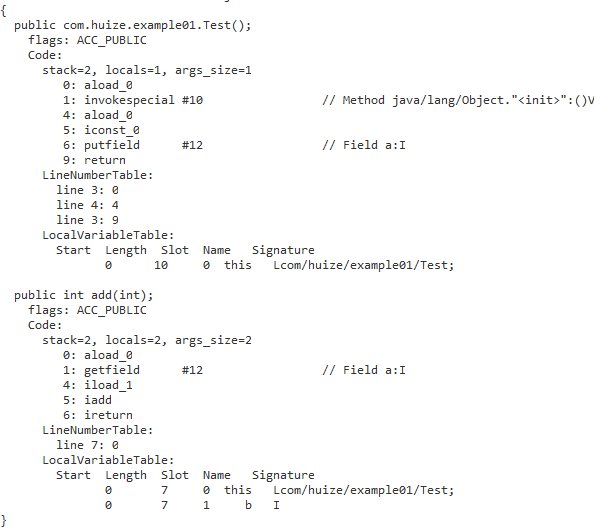 {
  public com.huize.example01.Test();
    flags: ACC_PUBLIC
    Code:
      stack=2, locals=1, args_size=1
         0: aload_0
         1: invokespecial #10                 // Method java/lang/Object."<init>":()V
         4: aload_0
         5: iconst_0
         6: putfield      #12                 // Field a:I
         9: return
      LineNumberTable:
        line 3: 0
        line 4: 4
        line 3: 9
      LocalVariableTable:
        Start  Length  Slot  Name   Signature
               0      10     0  this   Lcom/huize/example01/Test;

  public int add(int);
    flags: ACC_PUBLIC
    Code:
      stack=2, locals=2, args_size=2
         0: aload_0
         1: getfield      #12                 // Field a:I
         4: iload_1
         5: iadd
         6: ireturn
      LineNumberTable:
        line 7: 0
      LocalVariableTable:
        Start  Length  Slot  Name   Signature
               0       7     0  this   Lcom/huize/example01/Test;
               0       7     1     b   I
}